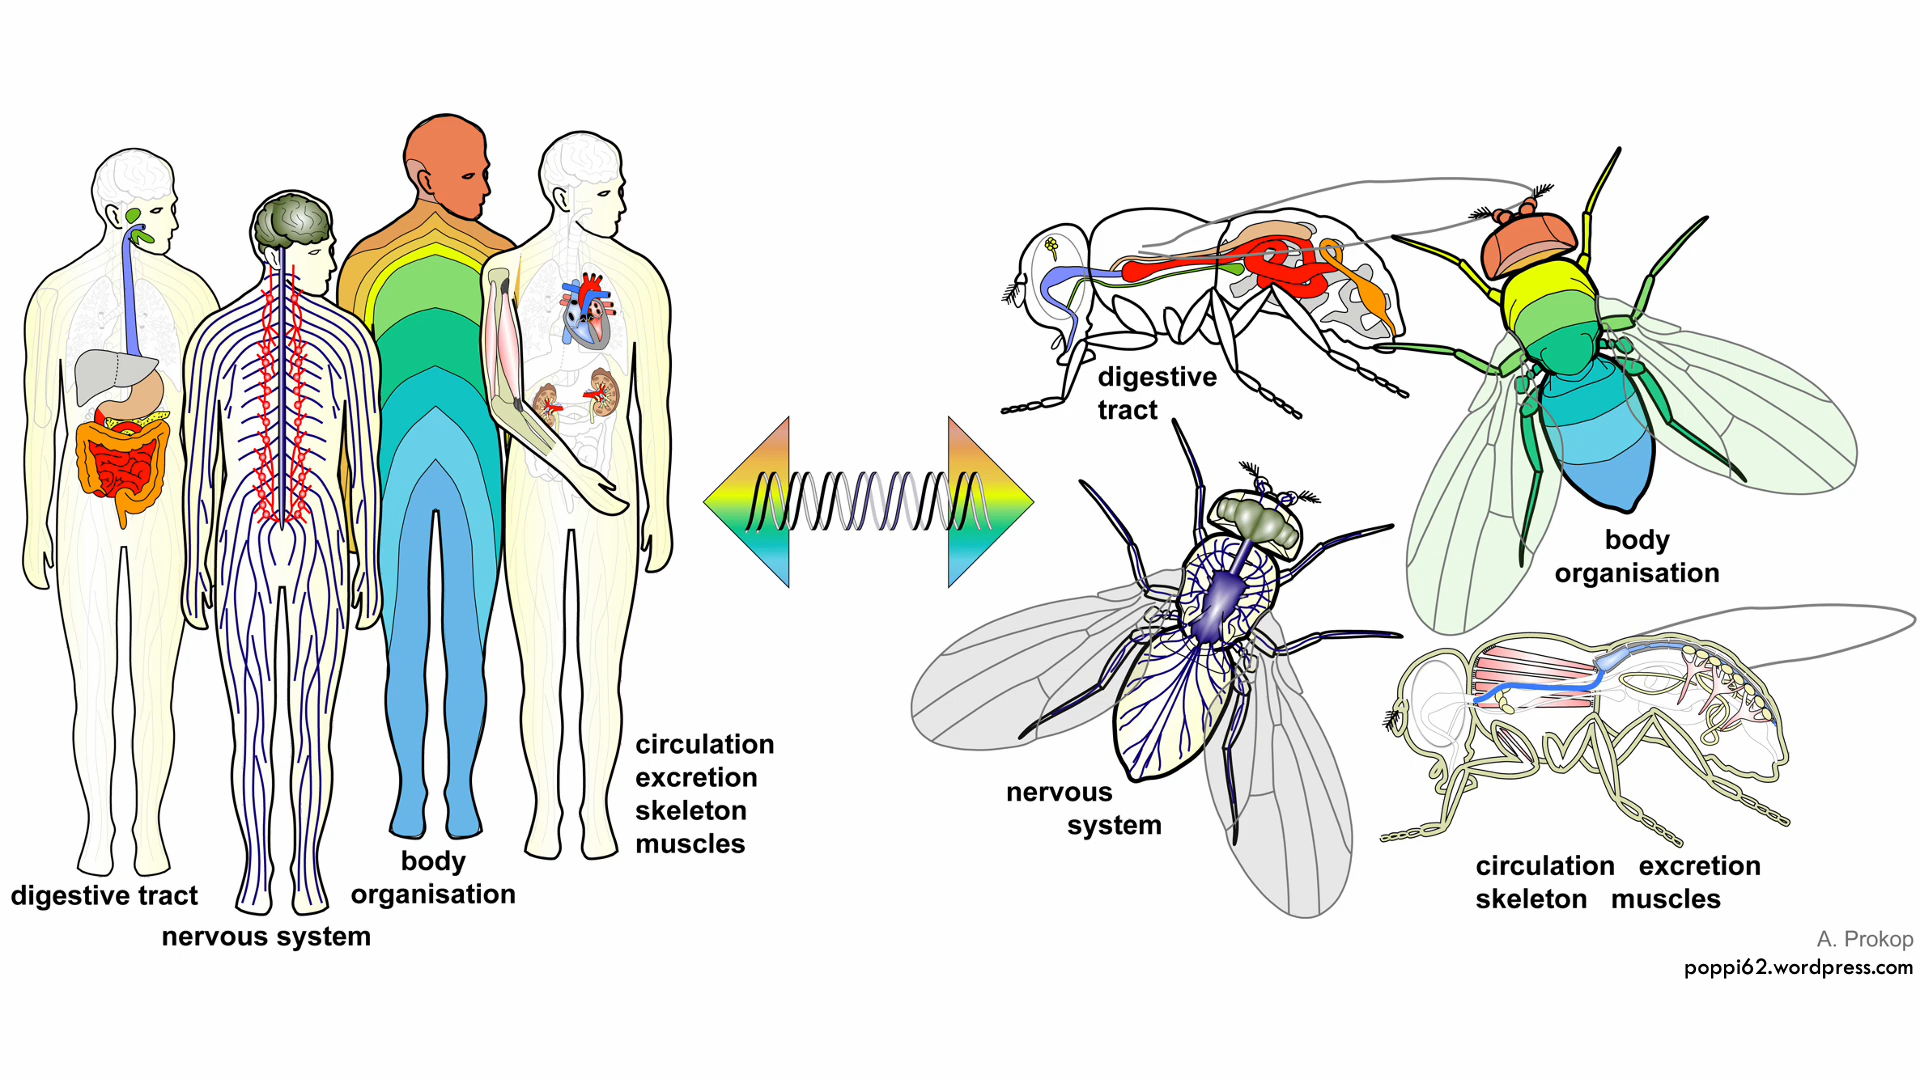 digestive tract
nervous system
body
organisation
circulation
excretion
skeleton
muscles
digestive
tract
body
organisation
nervous
system
circulation excretion
skeleton muscles
A. Prokop
poppi62.wordpress.com